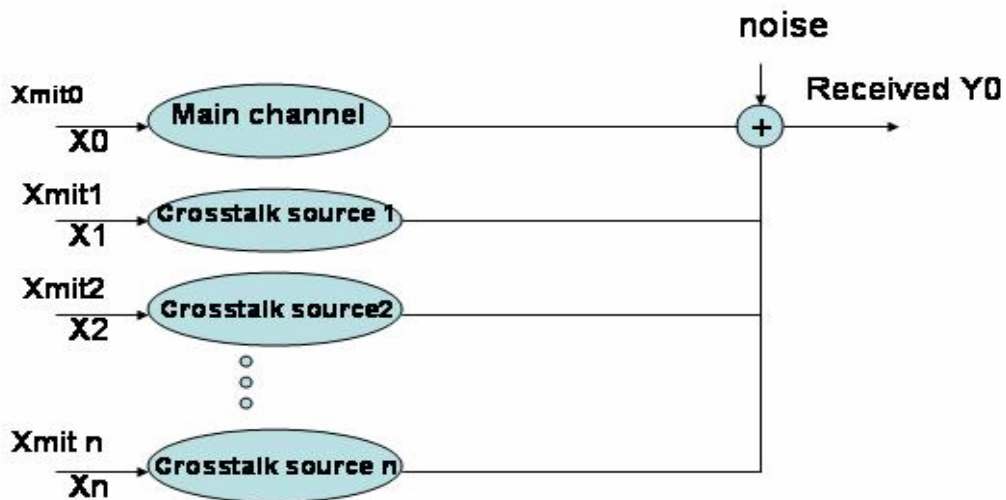 noise
Xmit0
Main channel
Received Y0
X0
+
Xmit1
Crosstalk source 1
X1
Xmit2
Crosstalk source2
X2
Xmit n
Crosstalk source n
Xn